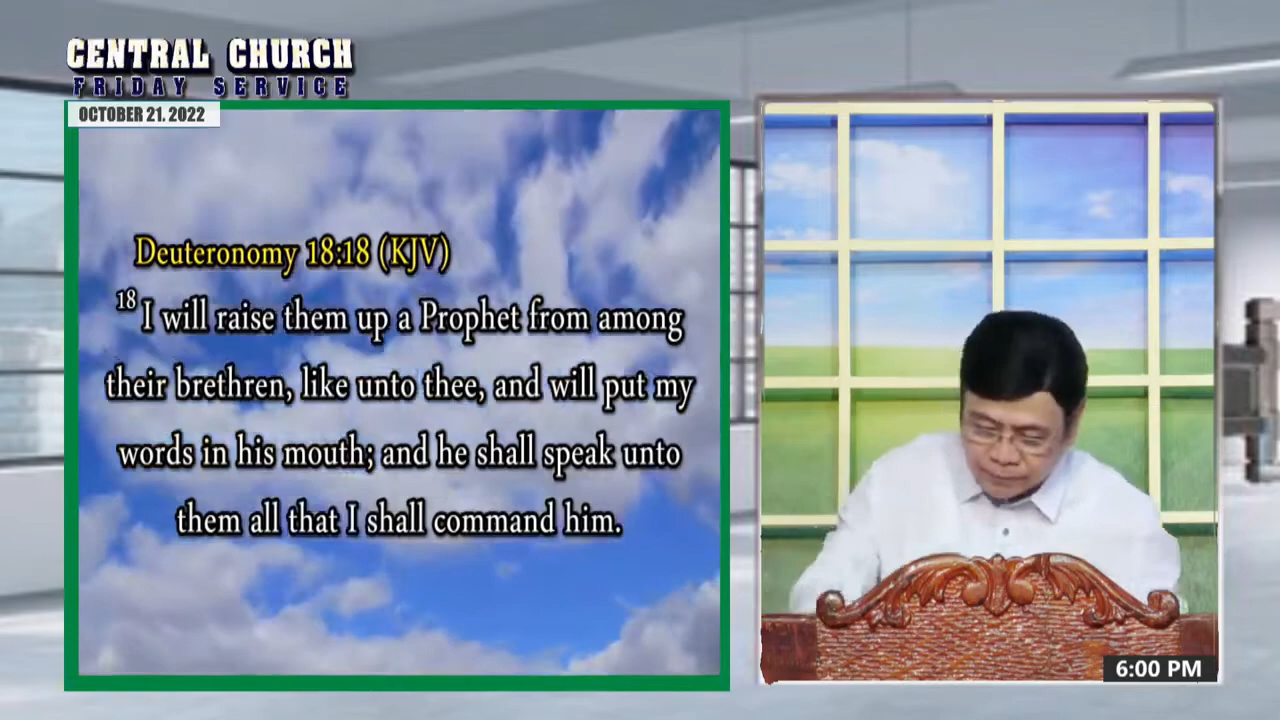 CENTRAL CHURCH
FRIDAY SERVICE
OCTOBER 21. 2022
Deuteronomy 18:18 (KJV)
18 I will raise them up a Prophet from among
their brethren, like unto thee, and will put my
words in his mouth; and he shall speak unto
them all that I shall command him.
6:00 PM